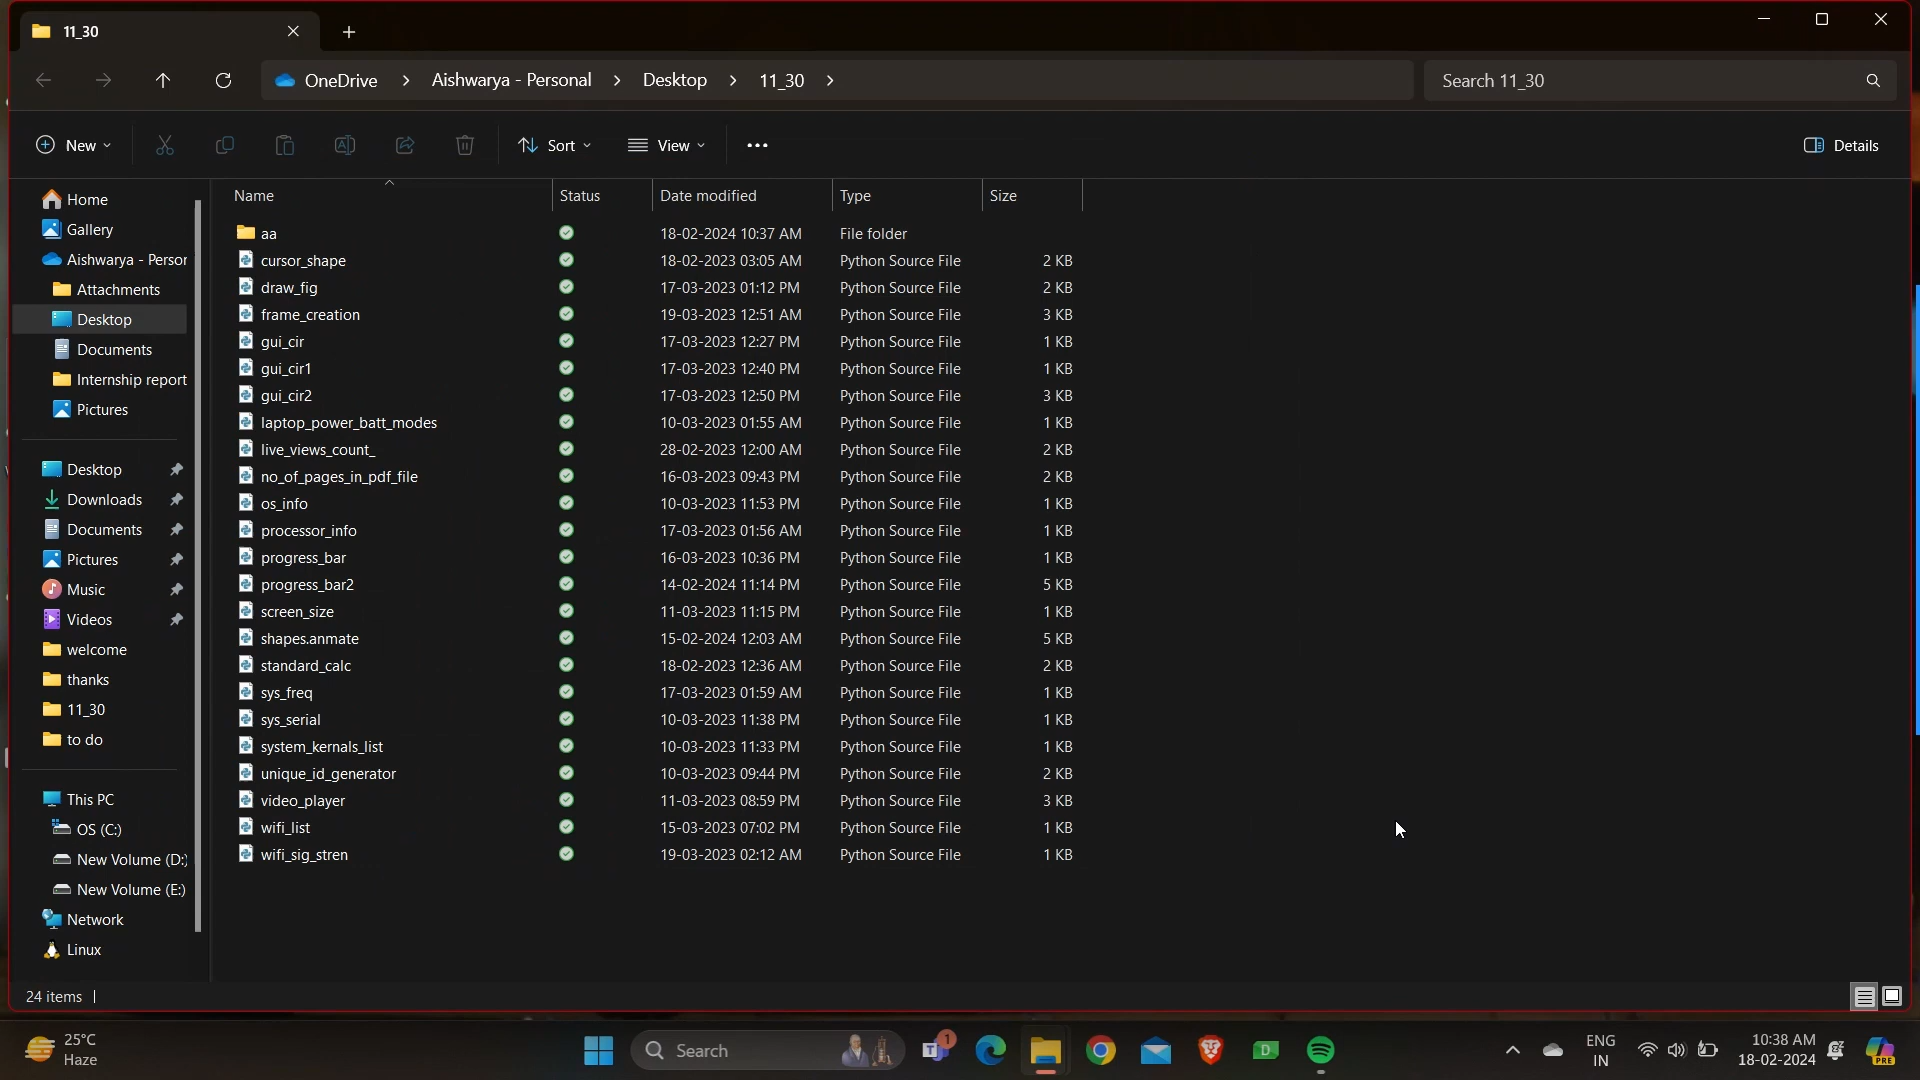 11_30
OneDrive > Aishwarya - Personal > Desktop > 11_30 >
Search 11_30
New Sort View Details
Name Status Date modified Type Size
aa 18-02-2024 10:37 AM File folder
cursor_shape 18-02-2023 03:05 AM Python Source File 2 KB
draw_fig 17-03-2023 01:12 PM Python Source File 2 KB
frame_creation 19-03-2023 12:51 AM Python Source File 3 KB
gui_cir 17-03-2023 12:27 PM Python Source File 1 KB
gui_cir1 17-03-2023 12:40 PM Python Source File 1 KB
gui_cir2 17-03-2023 12:50 PM Python Source File 3 KB
laptop_power_batt_modes 10-03-2023 01:55 AM Python Source File 1 KB
live_views_count_ 28-02-2023 12:00 AM Python Source File 2 KB
no_of_pages_in_pdf_file 16-03-2023 09:43 PM Python Source File 2 KB
os_info 10-03-2023 11:53 PM Python Source File 1 KB
processor_info 17-03-2023 01:56 AM Python Source File 1 KB
progress_bar 16-03-2023 10:36 PM Python Source File 1 KB
progress_bar2 14-02-2024 11:14 PM Python Source File 5 KB
screen_size 11-03-2023 11:15 PM Python Source File 1 KB
shapes.anmate 15-02-2024 12:03 AM Python Source File 5 KB
standard_calc 18-02-2023 12:36 AM Python Source File 2 KB
sys_freq 17-03-2023 01:59 AM Python Source File 1 KB
sys_serial 10-03-2023 11:38 PM Python Source File 1 KB
system_kernals_list 10-03-2023 11:33 PM Python Source File 1 KB
unique_id_generator 10-03-2023 09:44 PM Python Source File 2 KB
video_player 11-03-2023 08:59 PM Python Source File 3 KB
wifi_list 15-03-2023 07:02 PM Python Source File 1 KB
wifi_sig_stren 19-03-2023 02:12 AM Python Source File 1 KB
Home
Gallery
Aishwarya - Persor
Attachments
Desktop
Documents
Internship report
Pictures
Desktop
Downloads
Documents
Pictures
Music
Videos
welcome
thanks
11_30
to do
This PC
OS (C:)
New Volume (D:)
New Volume (E:)
Network
Linux
24 items
25°C
Haze
Search
T
1
D
ENG
IN
10:38 AM
18-02-2024
PRE